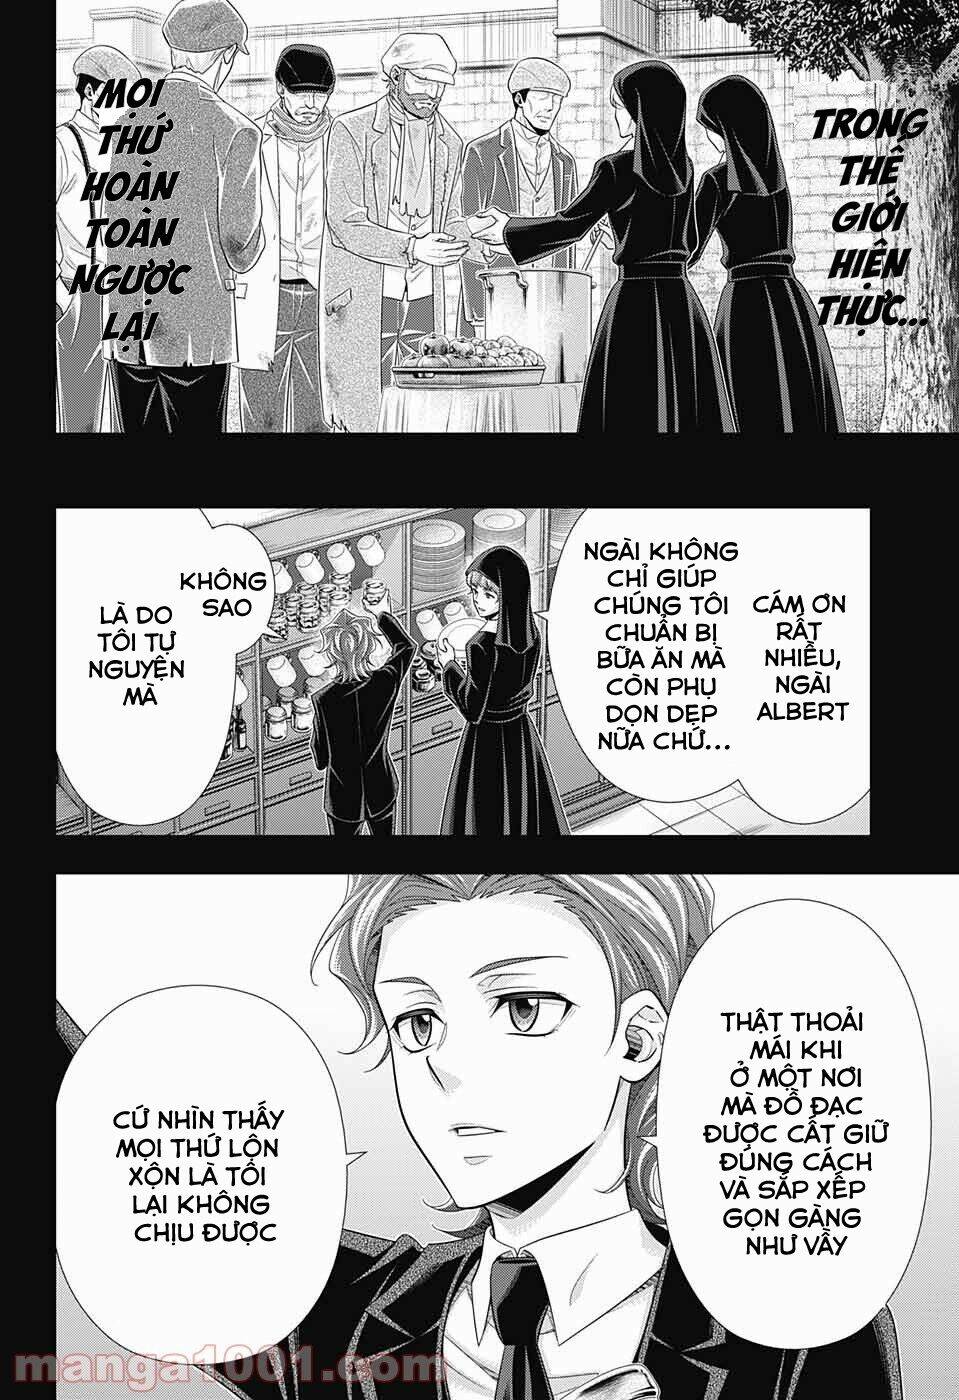 TRONG
THẾ
GIỚI
HIỆN
THỰC...
MỌI
THỨ
HOÀN
TOÀN
NGƯỢC
LẠI
CÁM ƠN
RẤT
NHIỀU,
NGÀI
ALBERT
NGÀI KHÔNG
CHỈ GIÚP
CHÚNG TÔI
CHUẨN BỊ
BỮA ĂN MÀ
CÒN PHỤ
DỌN DẸP
NỮA CHỨ...
KHÔNG
SAO
LÀ DO
TÔI TỰ
NGUYỆN
MÀ
THẬT THOẢI
MÁI KHI
Ở MỘT NƠI
MÀ ĐỒ ĐẠC
ĐƯỢC CẤT GIỮ
ĐÚNG CÁCH
VÀ SẮP XẾP
GỌN GÀNG
NHƯ VẦY
CỨ NHÌN THẤY
MỌI THỨ LỘN
XỘN LÀ TÔI
LẠI KHÔNG
CHỊU ĐƯỢC
manga1001.com